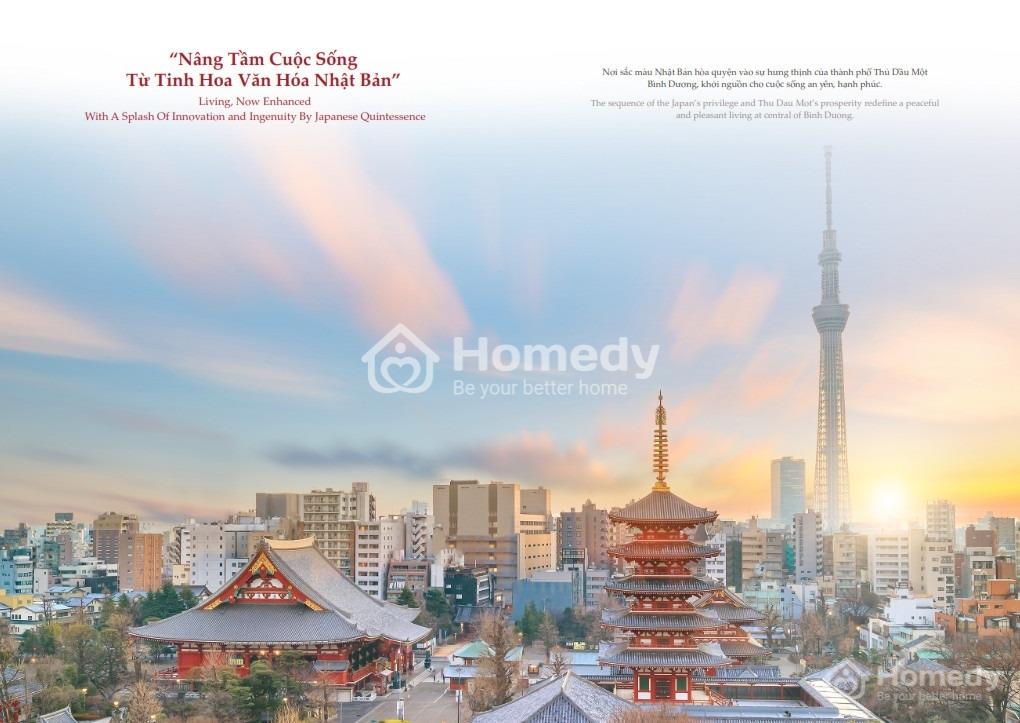 “Nâng Tầm Cuộc Sống
Từ Tinh Hoa Văn Hóa Nhật Bản”
Living, Now Enhanced
With A Splash Of Innovation and Ingenuity By Japanese Quintessence
Nơi sắc màu Nhật Bản hòa quyện vào sự hưng thịnh của thành phố Thủ Dầu Một
Bình Dương, khơi nguồn cho cuộc sống an yên, hạnh phúc.
The sequence of the Japan’s privilege and Thu Dau Mot’s prosperity redefine a peaceful
and pleasant living at central of Binh Duong.
Homedy
Be your better home
Homedy
Be your better home